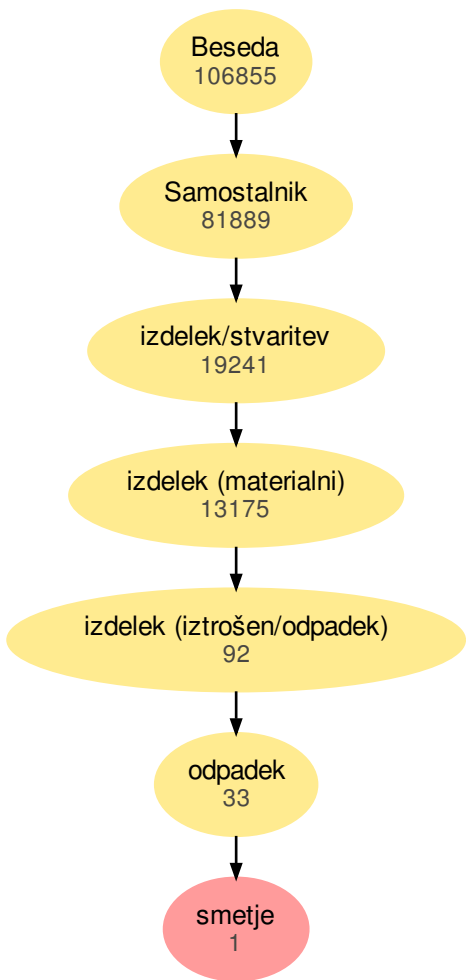 Beseda
106855
Samostalnik
81889
izdelek/stvaritev
19241
izdelek (materialni)
13175
izdelek (iztrošen/odpadek)
92
odpadek
33
smetje
1